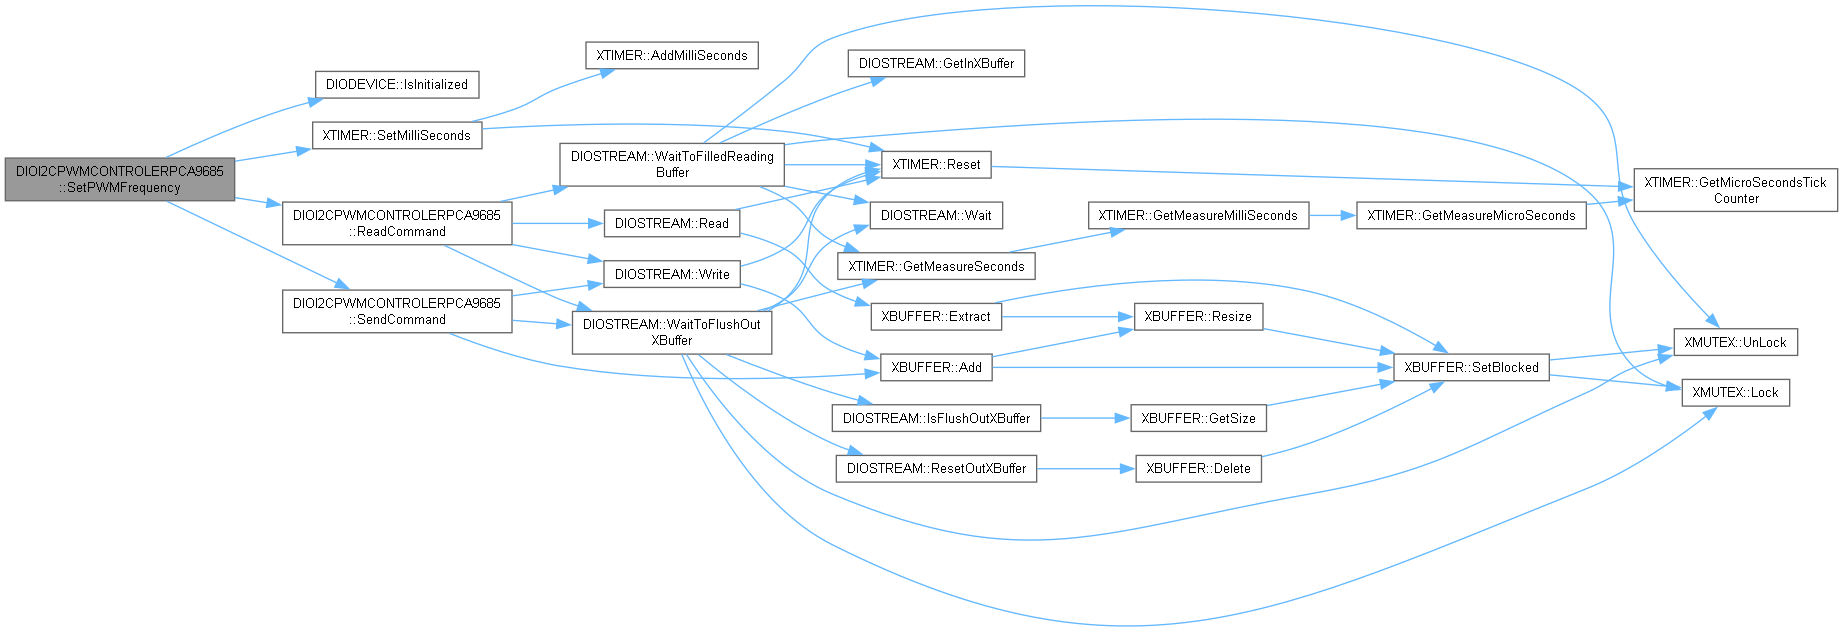 DIOI2CPWMCONTROLERPCA9685
::SetPWMFrequency
DIODEVICE::IsInitialized
XTIMER::SetMilliSeconds
DIOI2CPWMCONTROLERPCA9685
::ReadCommand
DIOI2CPWMCONTROLERPCA9685
::SendCommand
XTIMER::AddMilliSeconds
DIOSTREAM::WaitToFilledReading
Buffer
DIOSTREAM::Read
DIOSTREAM::Write
DIOSTREAM::WaitToFlushOut
XBuffer
DIOSTREAM::GetInXBuffer
XTIMER::Reset
DIOSTREAM::Wait
XTIMER::GetMeasureSeconds
XBUFFER::Extract
XBUFFER::Add
DIOSTREAM::IsFlushOutXBuffer
DIOSTREAM::ResetOutXBuffer
XTIMER::GetMeasureMilliSeconds
XBUFFER::Resize
XBUFFER::GetSize
XBUFFER::Delete
XTIMER::GetMeasureMicroSeconds
XBUFFER::SetBlocked
XTIMER::GetMicroSecondsTick
Counter
XMUTEX::UnLock
XMUTEX::Lock